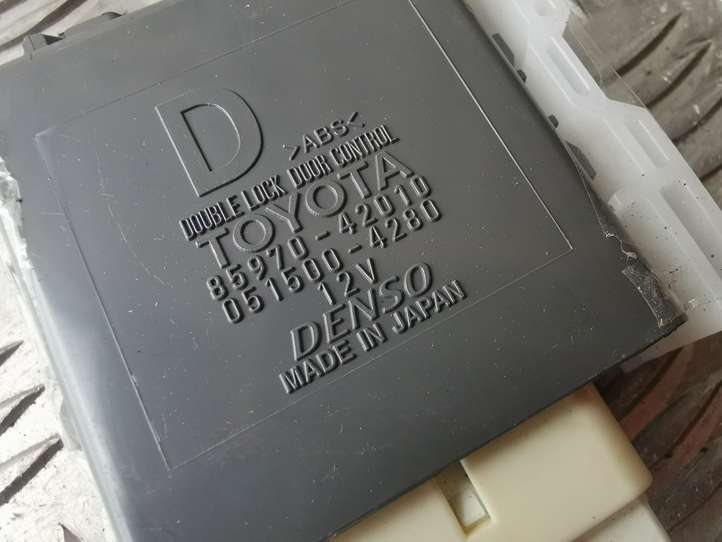 D
>ABS<
DOUBLE LOCK DOOR CONTROL
TOYOTA
85970-42010
051500-4280
12V
DENSO
MADE IN JAPAN